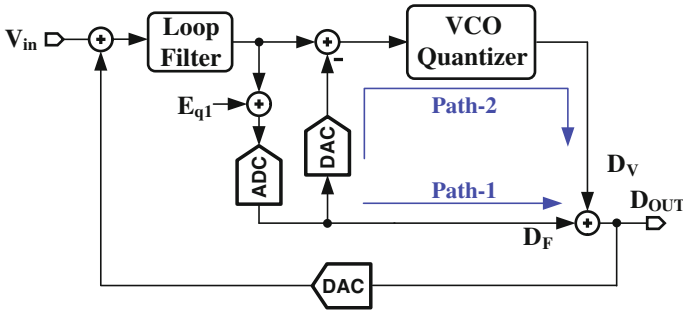 V_in
Loop
Filter
VCO
Quantizer
E_q1
ADC
DAC
Path-2
Path-1
D_V
D_F
D_OUT
DAC